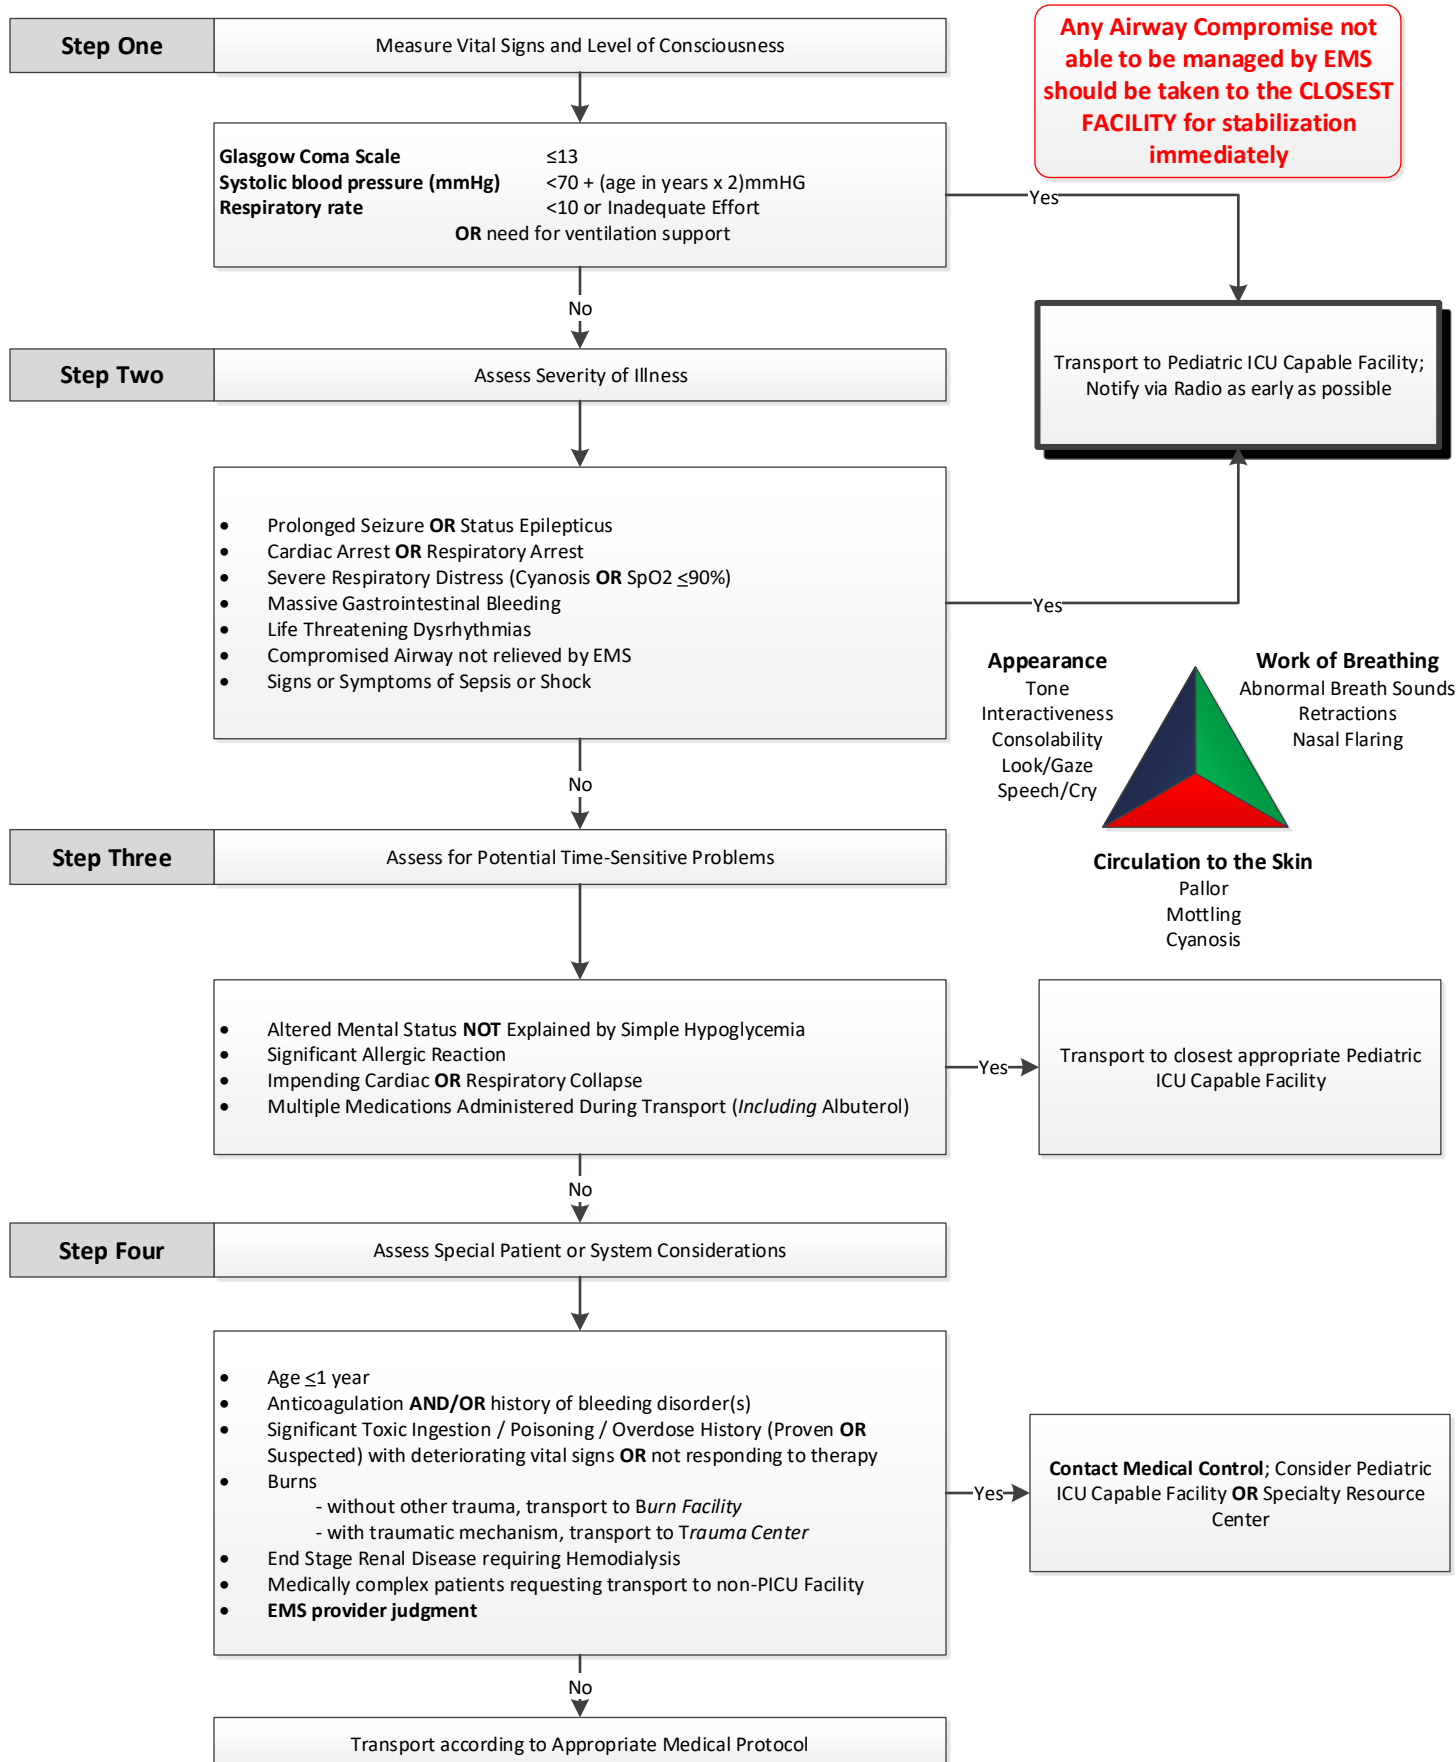 Step One
Measure Vital Signs and Level of Consciousness
Any Airway Compromise not
able to be managed by EMS
should be taken to the CLOSEST
FACILITY for stabilization
immediately
Glasgow Coma Scale ≤13
Systolic blood pressure (mmHg) <70 + (age in years x 2)mmHG
Respiratory rate <10 or Inadequate Effort
OR need for ventilation support
Yes
No
Transport to Pediatric ICU Capable Facility;
Notify via Radio as early as possible
Step Two
Assess Severity of Illness
• Prolonged Seizure OR Status Epilepticus
• Cardiac Arrest OR Respiratory Arrest
• Severe Respiratory Distress (Cyanosis OR SpO2 ≤90%)
• Massive Gastrointestinal Bleeding
• Life Threatening Dysrhythmias
• Compromised Airway not relieved by EMS
• Signs or Symptoms of Sepsis or Shock
Yes
No
Appearance
Tone
Interactiveness
Consolability
Look/Gaze
Speech/Cry
Work of Breathing
Abnormal Breath Sounds
Retractions
Nasal Flaring
Circulation to the Skin
Pallor
Mottling
Cyanosis
Step Three
Assess for Potential Time-Sensitive Problems
• Altered Mental Status NOT Explained by Simple Hypoglycemia
• Significant Allergic Reaction
• Impending Cardiac OR Respiratory Collapse
• Multiple Medications Administered During Transport (Including Albuterol)
Yes
Transport to closest appropriate Pediatric
ICU Capable Facility
No
Step Four
Assess Special Patient or System Considerations
• Age ≤1 year
• Anticoagulation AND/OR history of bleeding disorder(s)
• Significant Toxic Ingestion / Poisoning / Overdose History (Proven OR
Suspected) with deteriorating vital signs OR not responding to therapy
• Burns
- without other trauma, transport to Burn Facility
- with traumatic mechanism, transport to Trauma Center
• End Stage Renal Disease requiring Hemodialysis
• Medically complex patients requesting transport to non-PICU Facility
• EMS provider judgment
Yes
Contact Medical Control; Consider Pediatric
ICU Capable Facility OR Specialty Resource
Center
No
Transport according to Appropriate Medical Protocol